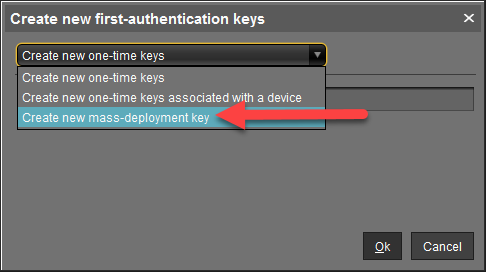 Create new first-authentication keys
Create new one-time keys
Create new one-time keys
Create new one-time keys associated with a device
Create new mass-deployment key
Ok
Cancel